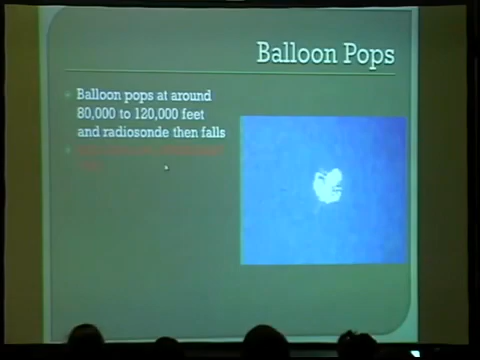 Balloon Pops
Balloon pops at around
80,000 to 120,000 feet
and radiosonde then falls